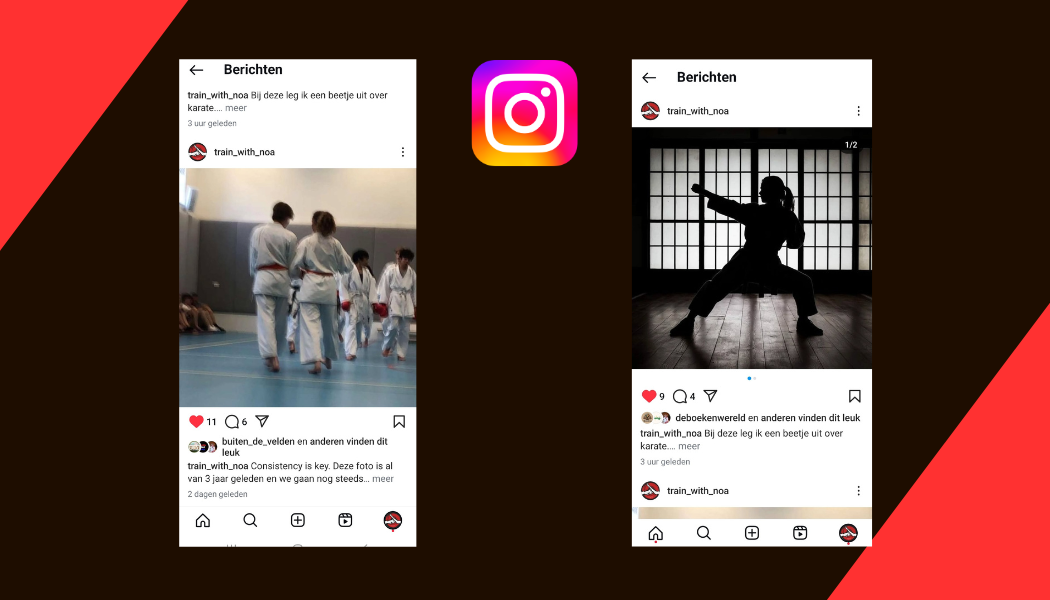 Berichten
train_with_noa Bij deze leg ik een beetje uit over
karate.... meer
3 uur geleden
train_with_noa
11 6
buiten_de_velden en anderen vinden dit
leuk
train_with_noa Consistency is key. Deze foto is al
van 3 jaar geleden en we gaan nog steeds... meer
2 dagen geleden
Berichten
train_with_noa
1/2
9 4
deboekenwereld en anderen vinden dit leuk
train_with_noa Bij deze leg ik een beetje uit over
karate.... meer
3 uur geleden
train_with_noa